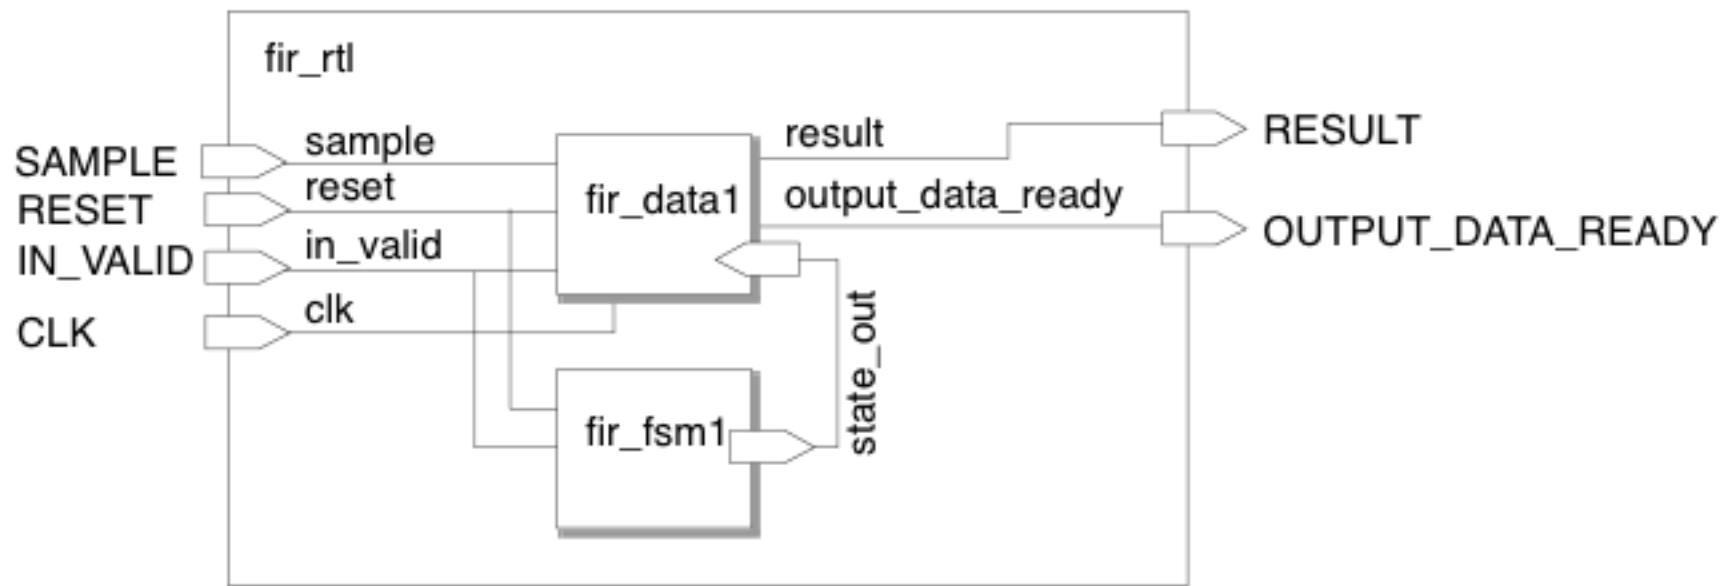 fir_rtl
SAMPLE
RESET
IN_VALID
CLK
sample
reset
in_valid
clk
fir_data1
fir_fsm1
result
output_data_ready
state_out
RESULT
OUTPUT_DATA_READY